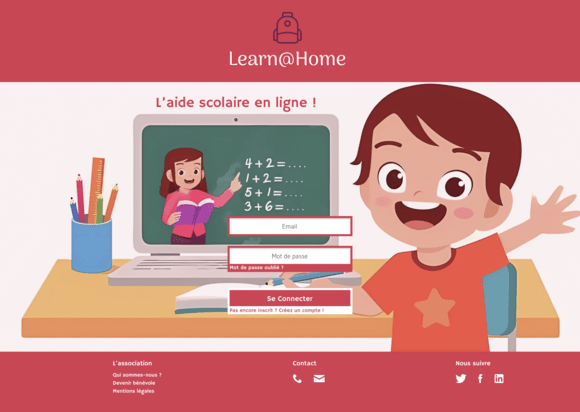 Learn@Home
L'aide scolaire en ligne !
4+2=....
1+2=....
5+1=....
3+6=....
Email
Mot de passe
Mot de passe oublié ?
Se Connecter
Pas encore inscrit ? Crées un compte !
L'association
Qui sommes-nous ?
Devenir bénévole
Mentions légales
Contact
Nous suivre